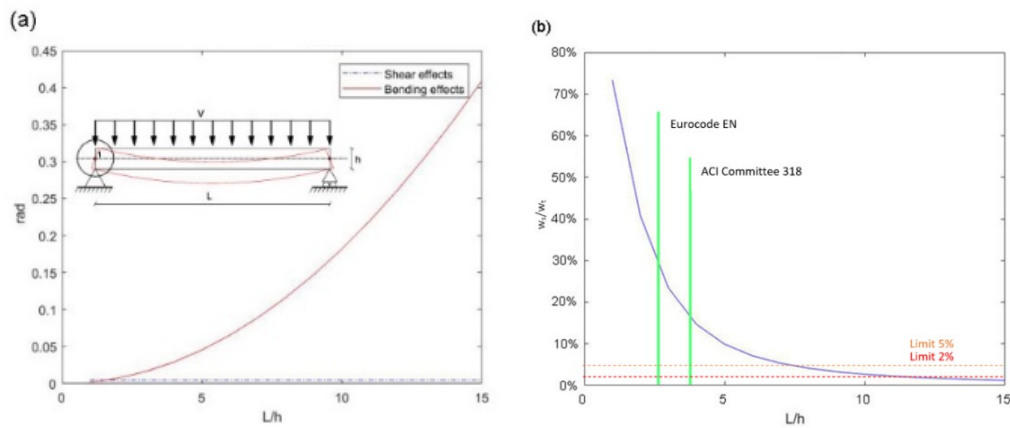 (a)
0.45
0.4
0.35
0.3
0.25
0.2
0.15
0.1
0.05
0
rad
Shear effects
Bending effects
V
h
L
0
5
10
15
L/h
(b)
80%
70%
60%
50%
40%
30%
20%
10%
0%
Eurocode EN
ACI Committee 318
Limit 5%
Limit 2%
0
5
10
15
L/h